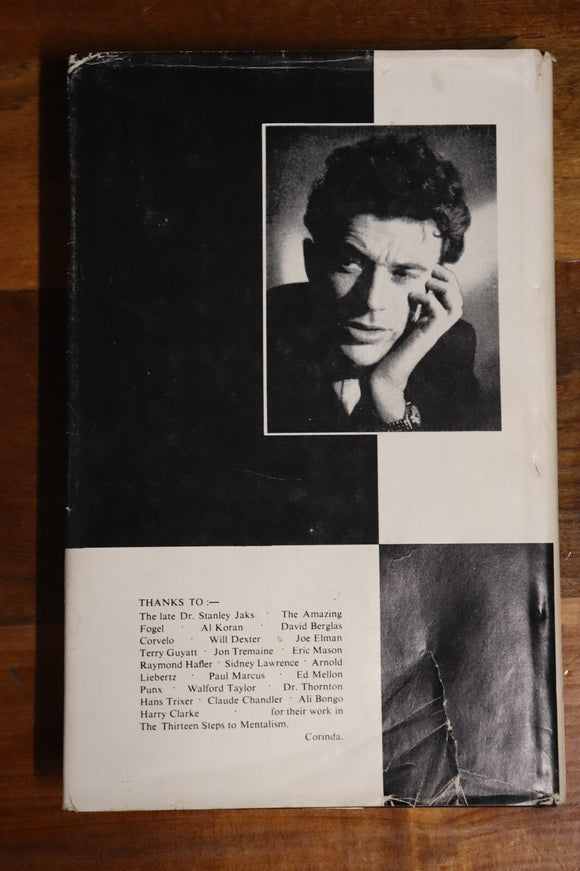 THANKS TO :—
The late Dr. Stanley Jaks · The Amazing
Fogel · Al Koran · David Berglas
Corvelo · Will Dexter · Joe Elman
Terry Guyatt · Jon Tremaine · Eric Mason
Raymond Hafler · Sidney Lawrence · Arnold
Liebertz · Paul Marcus · Ed Mellon
Punx · Walford Taylor · Dr. Thornton
Hans Trixer · Claude Chandler · Ali Bongo
Harry Clarke · for their work in
The Thirteen Steps to Mentalism.
Corinda.